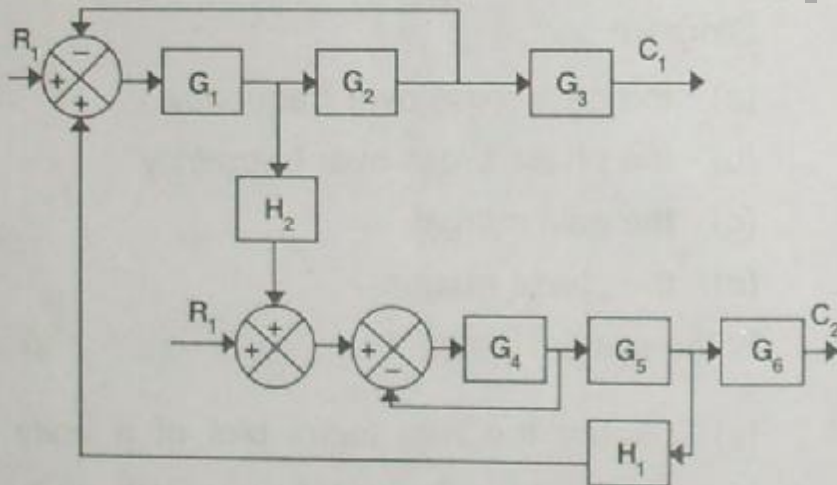 R₁ − + + G₁ G₂ G₃ C₁
H₂
R₁ + + + − G₄ G₅ G₆ C₂
H₁